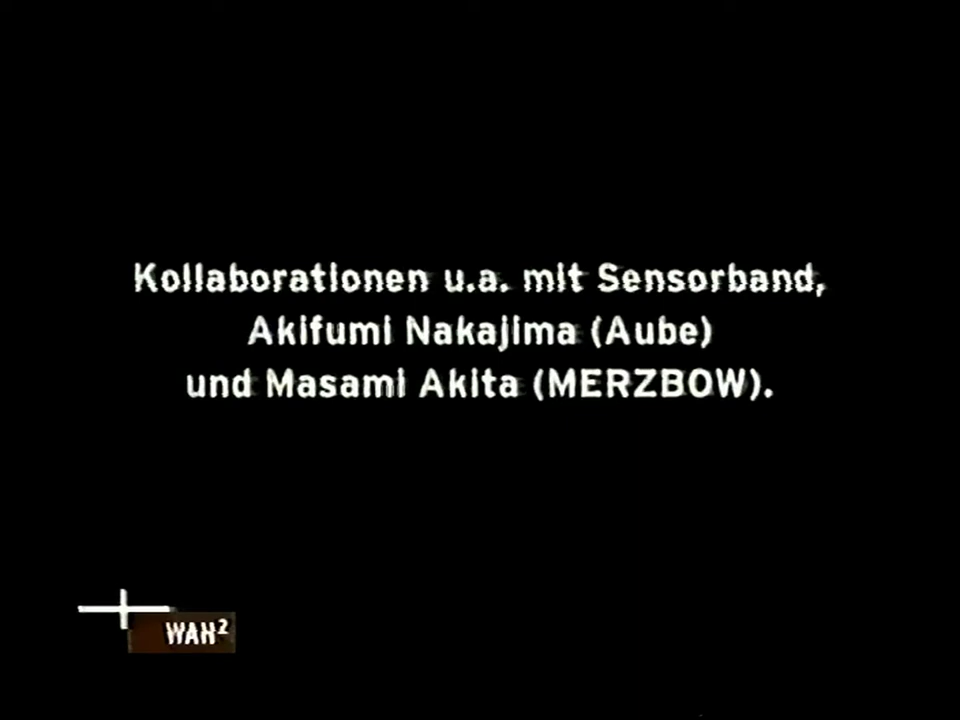 Kollaborationen u.a. mit Sensorband,
Akifumi Nakajima (Aube)
und Masami Akita (MERZBOW).
WAH²